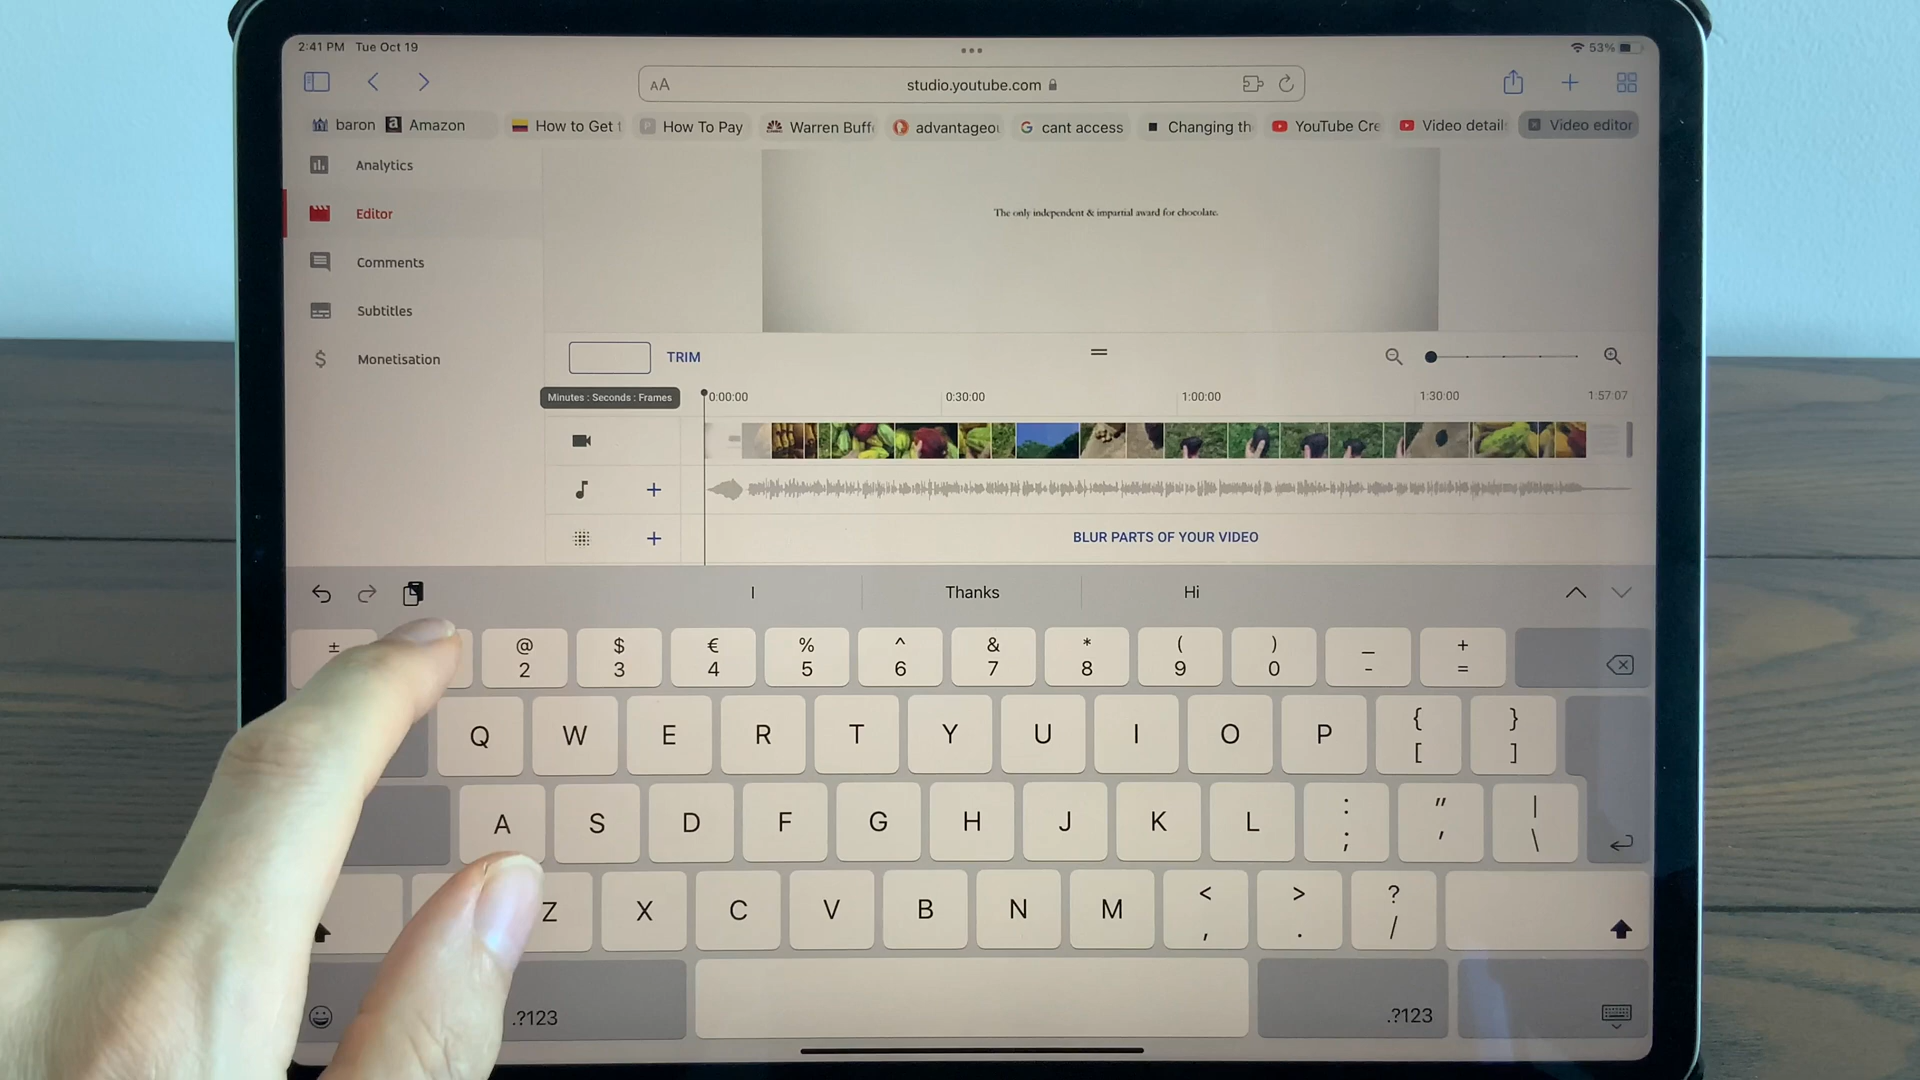 2:41 PM Tue Oct 19
53%
AA
studio.youtube.com
baron
a Amazon
How to Get
How To Pay
Warren Buff
advantageou
G cant access
Changing th
YouTube Cre
Video detail
Video editor
Analytics
Editor
Comments
Subtitles
$ Monetisation
The only independent & impartial award for chocolate.
TRIM
Minutes : Seconds : Frames
0:00:00
0:30:00
1:00:00
1:30:00
1:57:07
BLUR PARTS OF YOUR VIDEO
I
Thanks
Hi
± @ $ € % ^ & * ( ) _ +
2 3 4 5 6 7 8 9 0 - =
Q W E R T Y U I O P { [ } ]
A S D F G H J K L : ; " ' | \
Z X C V B N M < , > . ? /
.?123
.?123